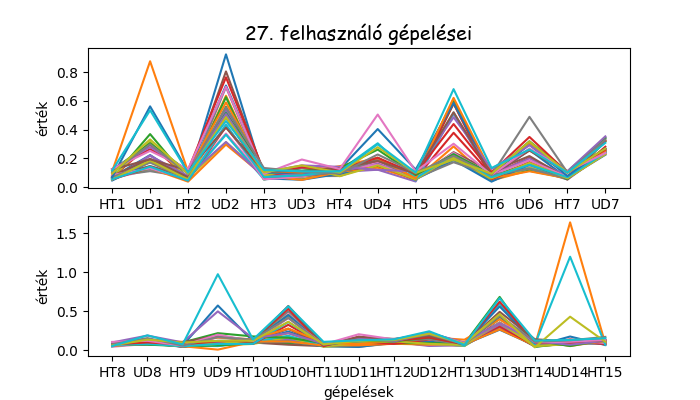 27. felhasználó gépelései
érték
0.8
0.6
0.4
0.2
0.0
HT1 UD1 HT2 UD2 HT3 UD3 HT4 UD4 HT5 UD5 HT6 UD6 HT7 UD7
érték
1.5
1.0
0.5
0.0
HT8 UD8 HT9 UD9 HT10 UD10 HT11 UD11 HT12 UD12 HT13 UD13 HT14 UD14 HT15
gépelések